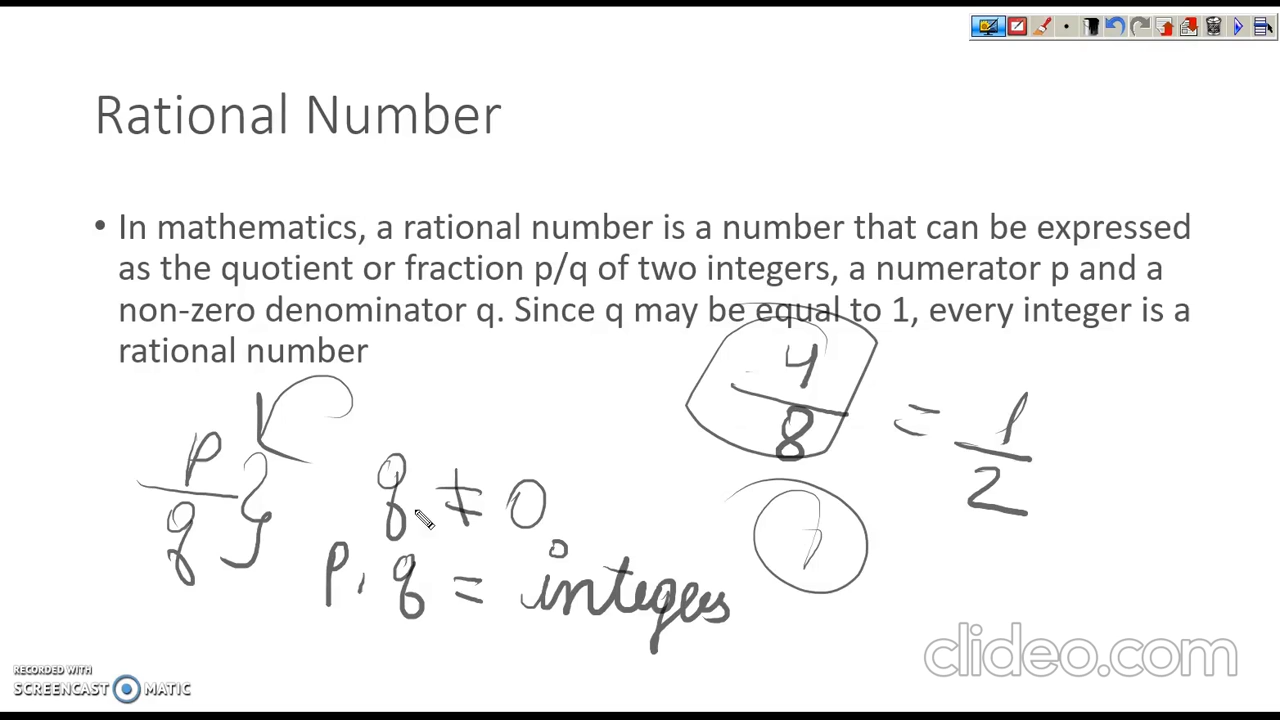 Rational Number
• In mathematics, a rational number is a number that can be expressed
as the quotient or fraction p/q of two integers, a numerator p and a
non-zero denominator q. Since q may be equal to 1, every integer is a
rational number
4
8
= 1
2
p
q
q ≠ 0
p, q = integers
RECORDED WITH
SCREENCAST MATIC
clideo.com